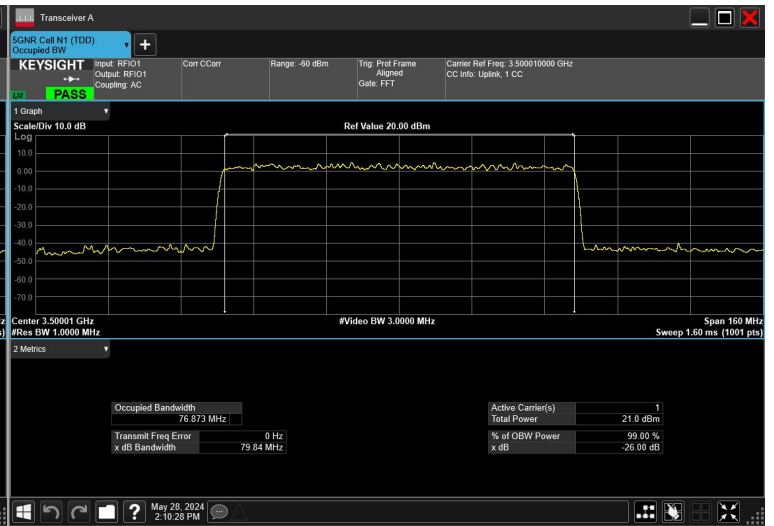 Transceiver A
5GNR Cell N1 (TDD)
Occupied BW
KEYSIGHT
Input: RFIO1
Output: RFIO1
Coupling: AC
Corr CCorr
Range: -60 dBm
Trig: Prot Frame
Aligned
Gate: FFT
Carrier Ref Freq: 3.500010000 GHz
CC Info: Uplink, 1 CC
LXI
PASS
1 Graph
Scale/Div 10.0 dB
Ref Value 20.00 dBm
Log
10.0
0.00
-10.0
-20.0
-30.0
-40.0
-50.0
-60.0
-70.0
Center 3.50001 GHz
#Video BW 3.0000 MHz
Span 160 MHz
#Res BW 1.0000 MHz
Sweep 1.60 ms (1001 pts)
2 Metrics
Occupied Bandwidth
76.873 MHz
Transmit Freq Error 0 Hz
x dB Bandwidth 79.84 MHz
Active Carrier(s) 1
Total Power 21.0 dBm
% of OBW Power 99.00 %
x dB -26.00 dB
May 28, 2024
2:10:28 PM